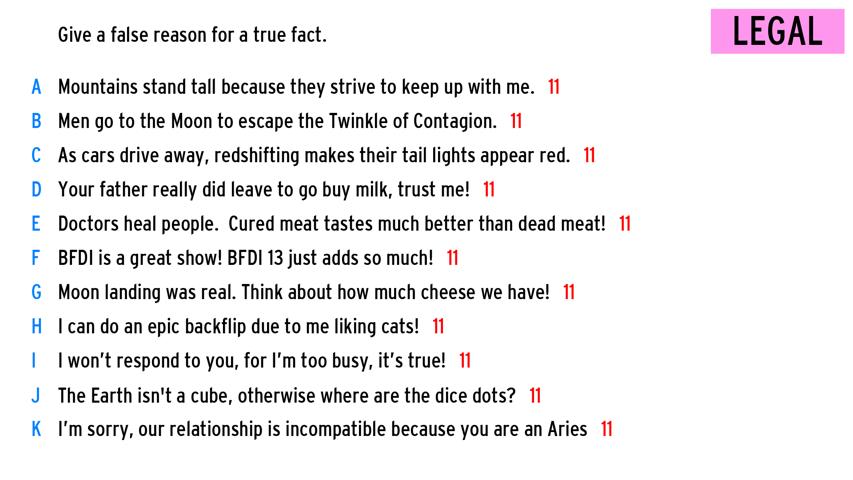 Give a false reason for a true fact.
LEGAL
A Mountains stand tall because they strive to keep up with me. 11
B Men go to the Moon to escape the Twinkle of Contagion. 11
C As cars drive away, redshifting makes their tail lights appear red. 11
D Your father really did leave to go buy milk, trust me! 11
E Doctors heal people.  Cured meat tastes much better than dead meat! 11
F BFDI is a great show! BFDI 13 just adds so much! 11
G Moon landing was real. Think about how much cheese we have! 11
H I can do an epic backflip due to me liking cats! 11
I I won’t respond to you, for I’m too busy, it’s true! 11
J The Earth isn't a cube, otherwise where are the dice dots? 11
K I’m sorry, our relationship is incompatible because you are an Aries 11